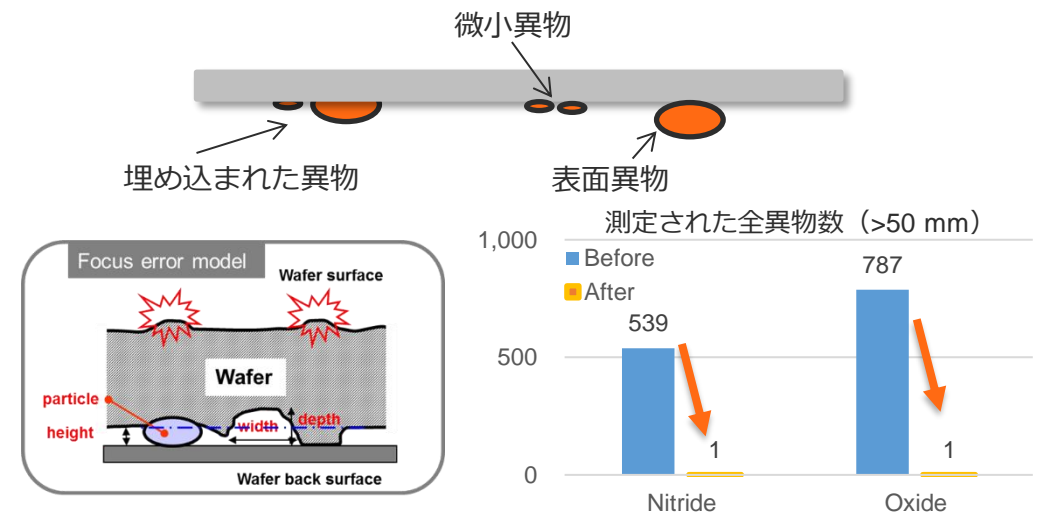 微小異物
埋め込まれた異物
表面異物
Focus error model
Wafer surface
Wafer
particle
height
width
depth
Wafer back surface
測定された全異物数（>50 mm）
1,000
500
0
Before
After
539
1
787
1
Nitride
Oxide